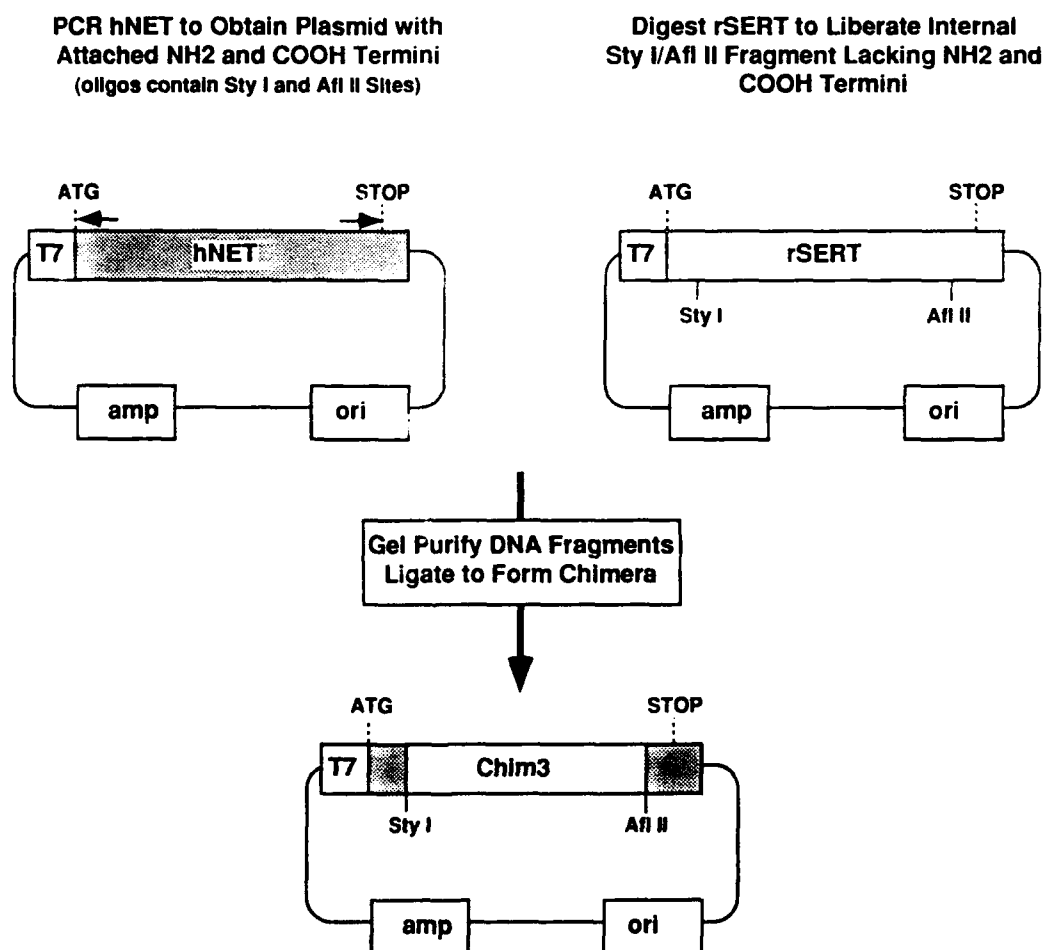 PCR hNET to Obtain Plasmid with
Attached NH2 and COOH Termini
(oligos contain Sty I and Afl II Sites)
Digest rSERT to Liberate Internal
Sty I/Afl II Fragment Lacking NH2 and
COOH Termini
ATG
STOP
T7
hNET
amp
ori
ATG
STOP
T7
rSERT
Sty I
Afl II
amp
ori
Gel Purify DNA Fragments
Ligate to Form Chimera
ATG
STOP
T7
Chim3
Sty I
Afl II
amp
ori